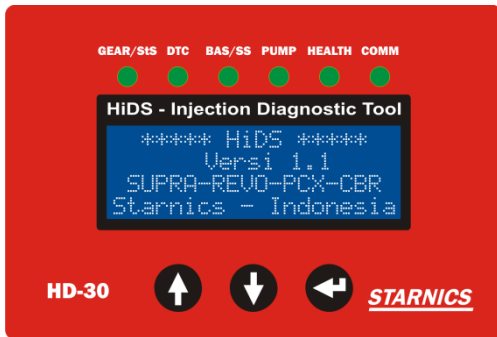 GEAR/StS DTC BAS/SS PUMP HEALTH COMM
HiDS - Injection Diagnostic Tool
***** HiDS *****
Versi 1.1
SUPRA-REVO-PCX-CBR
Starnics - Indonesia
HD-30
STARNICS